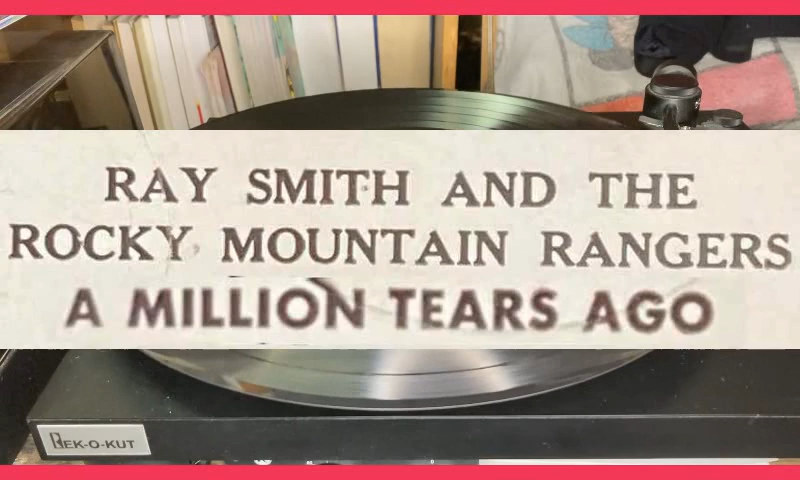 RAY SMITH AND THE
ROCKY MOUNTAIN RANGERS
A MILLION TEARS AGO
REK-O-KUT